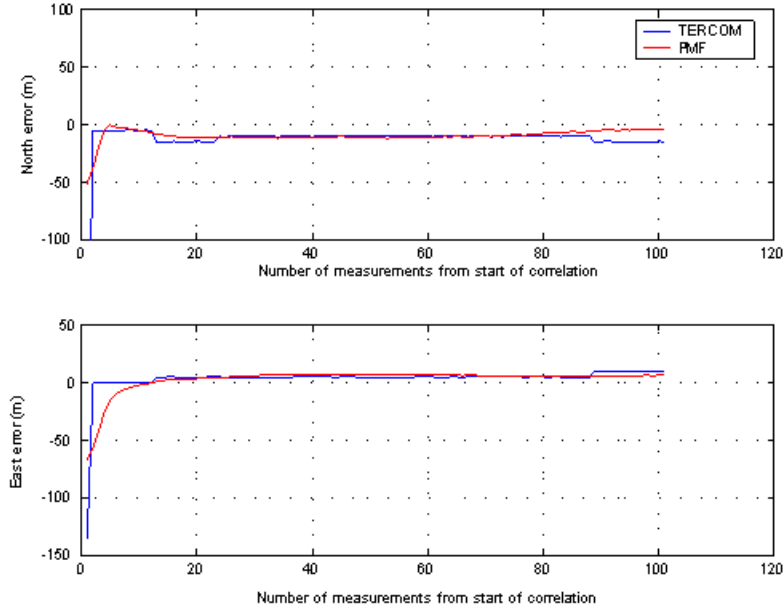 100
50
0
-50
-100
North error (m)
TERCOM
PMF
0 20 40 60 80 100 120
Number of measurements from start of correlation
50
0
-50
-100
-150
East error (m)
0 20 40 60 80 100 120
Number of measurements from start of correlation